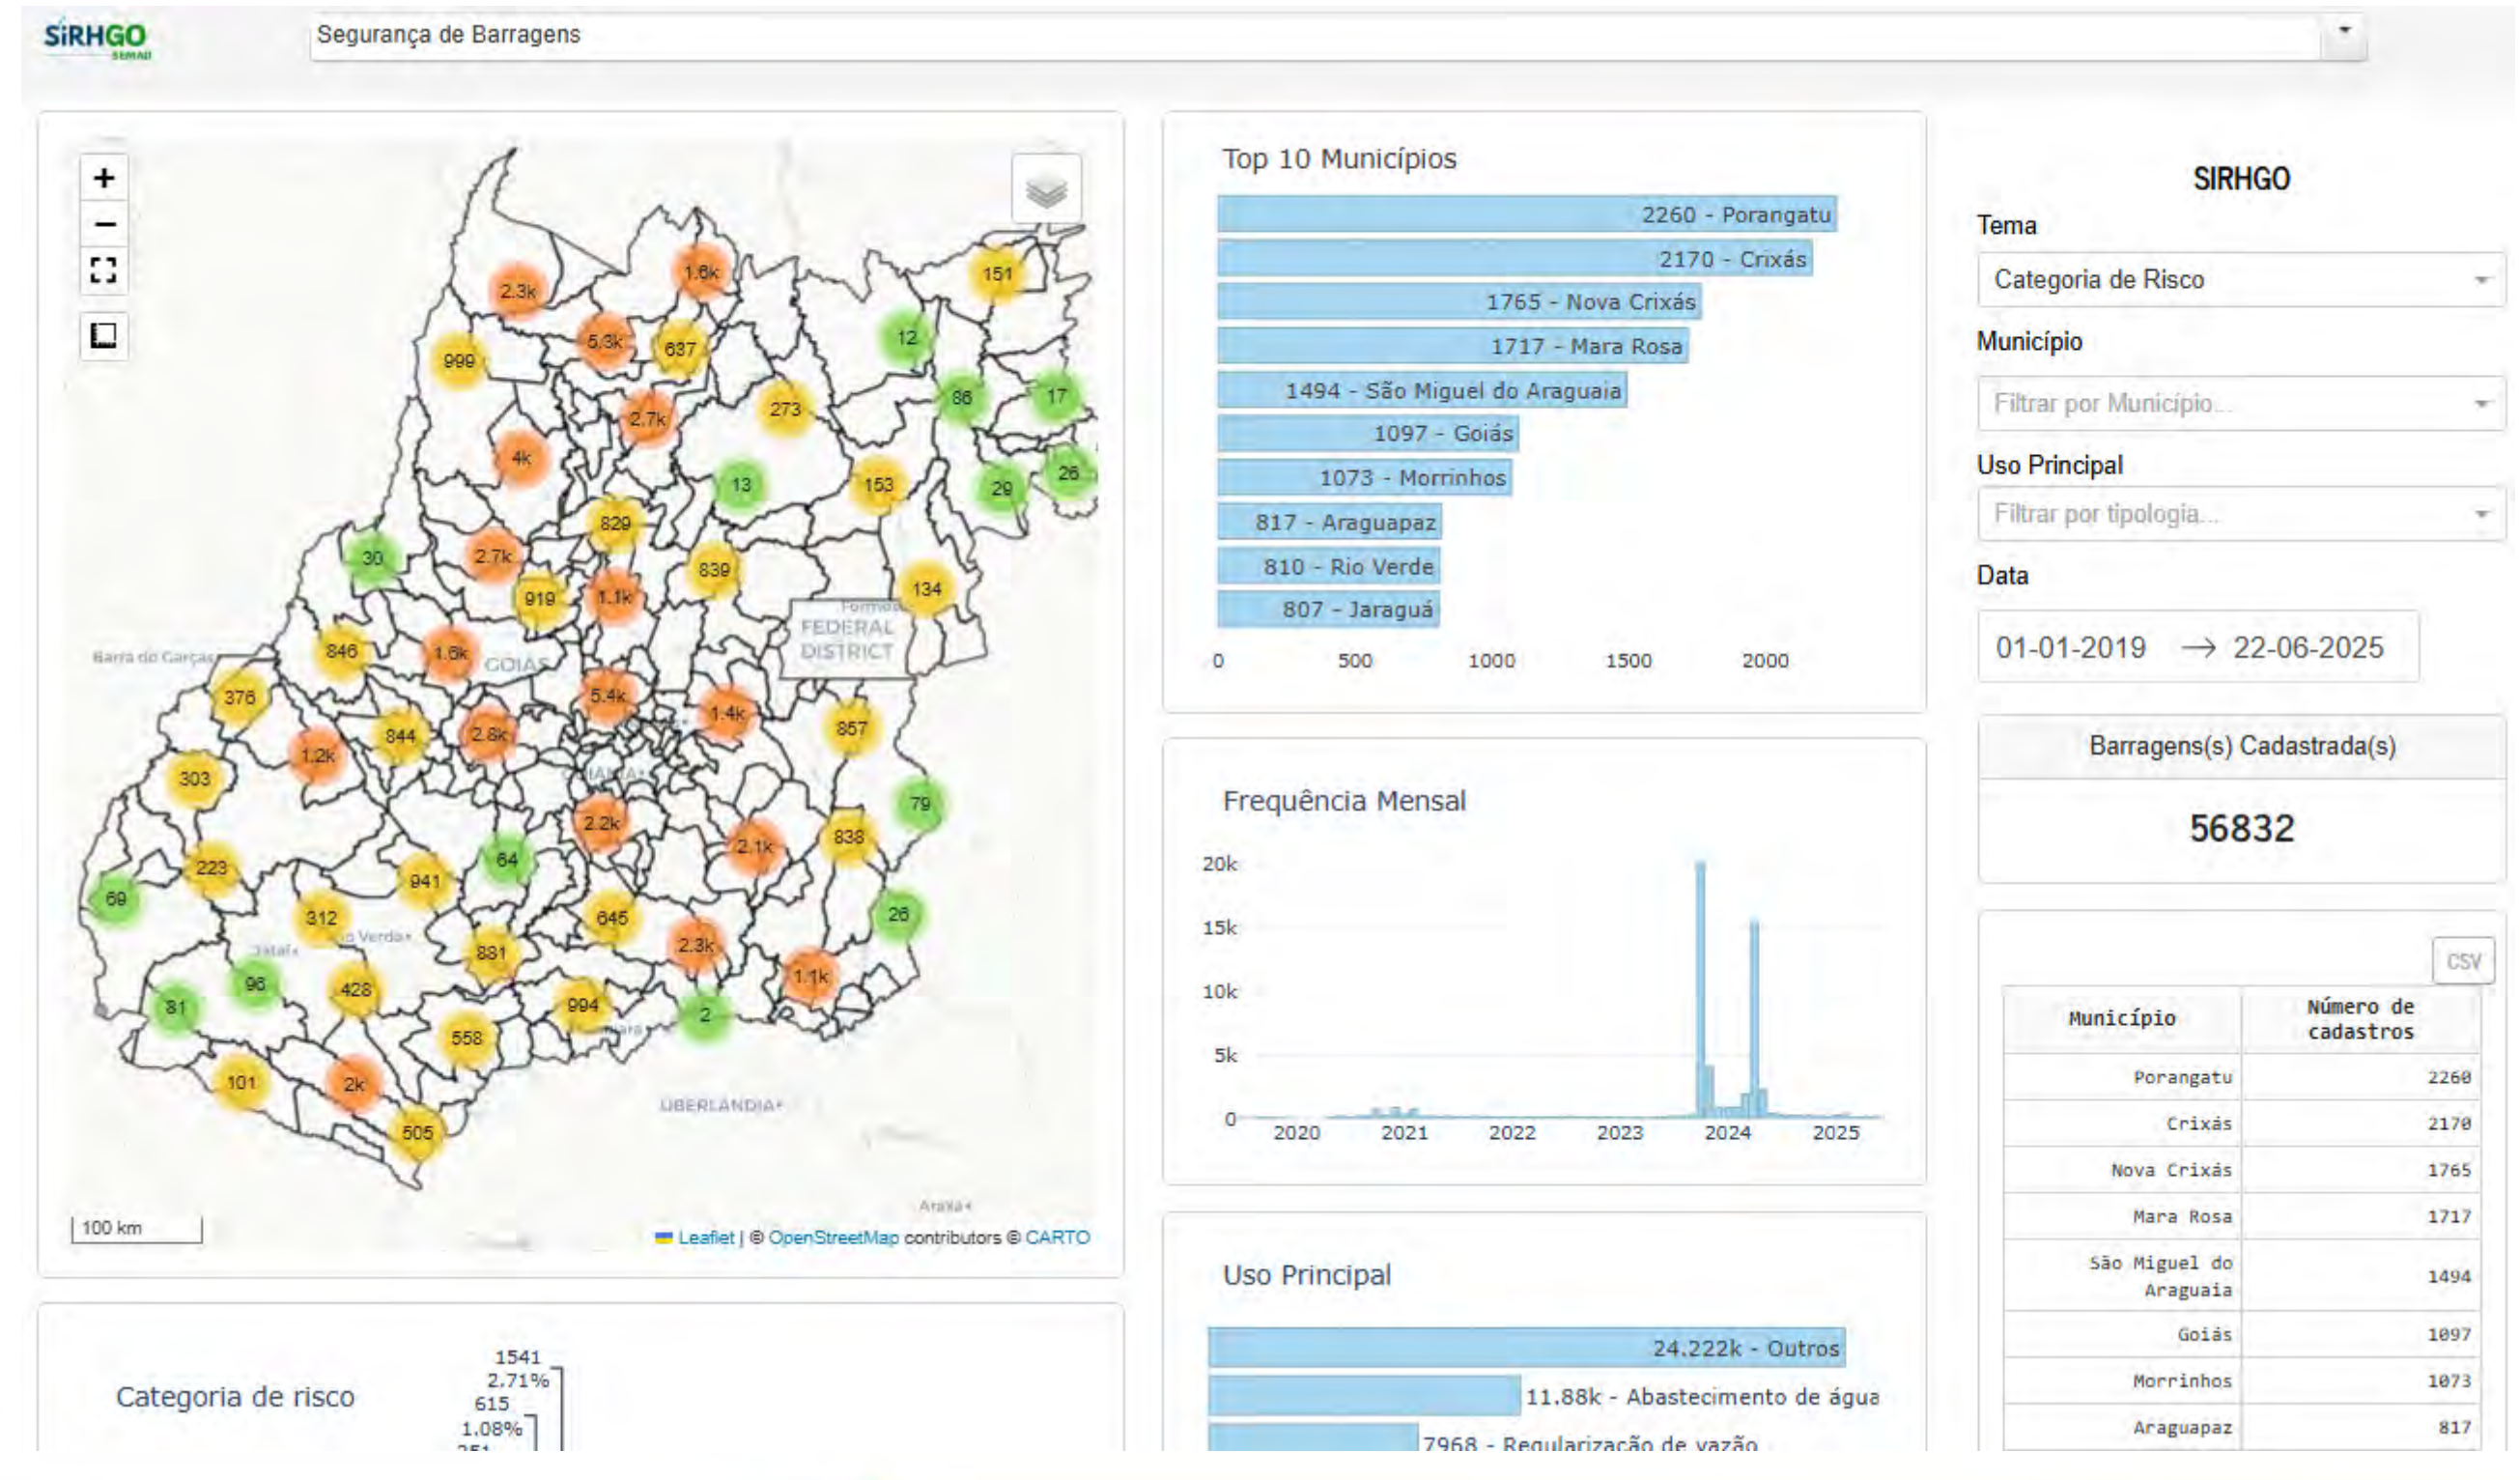 SiRHGO
SEMAD
Segurança de Barragens
+
−
2.3k
1.6k
151
5.3k
637
12
999
86
17
2.7k
273
4k
13
153
29
26
829
30
2.7k
839
919
1.1k
134
FEDERAL
DISTRICT
Barra do Garças
846
1.6k
GOIÁS
376
5.4k
1.4k
857
844
2.8k
1.2k
303
GOIÂNIA
79
2.2k
2.1k
838
64
223
941
69
312
645
26
Rio Verde
2.3k
Jataí
881
1.1k
96
428
994
81
2
558
101
2k
UBERLANDIA
505
Araxá
100 km
Leaflet | © OpenStreetMap contributors © CARTO
Categoria de risco
1541
2.71%
615
1.08%
Top 10 Municípios
2260 - Porangatu
2170 - Crixás
1765 - Nova Crixás
1717 - Mara Rosa
1494 - São Miguel do Araguaia
1097 - Goiás
1073 - Morrinhos
817 - Araguapaz
810 - Rio Verde
807 - Jaraguá
0 500 1000 1500 2000
Frequência Mensal
20k
15k
10k
5k
0
2020 2021 2022 2023 2024 2025
Uso Principal
24.222k - Outros
11.88k - Abastecimento de água
7968 - Regularização de vazão
SIRHGO
Tema
Categoria de Risco
Município
Filtrar por Município...
Uso Principal
Filtrar por tipologia...
Data
01-01-2019 → 22-06-2025
Barragens(s) Cadastrada(s)
56832
CSV
Município Número de
cadastros
Porangatu 2260
Crixás 2170
Nova Crixás 1765
Mara Rosa 1717
São Miguel do
Araguaia 1494
Goiás 1097
Morrinhos 1073
Araguapaz 817